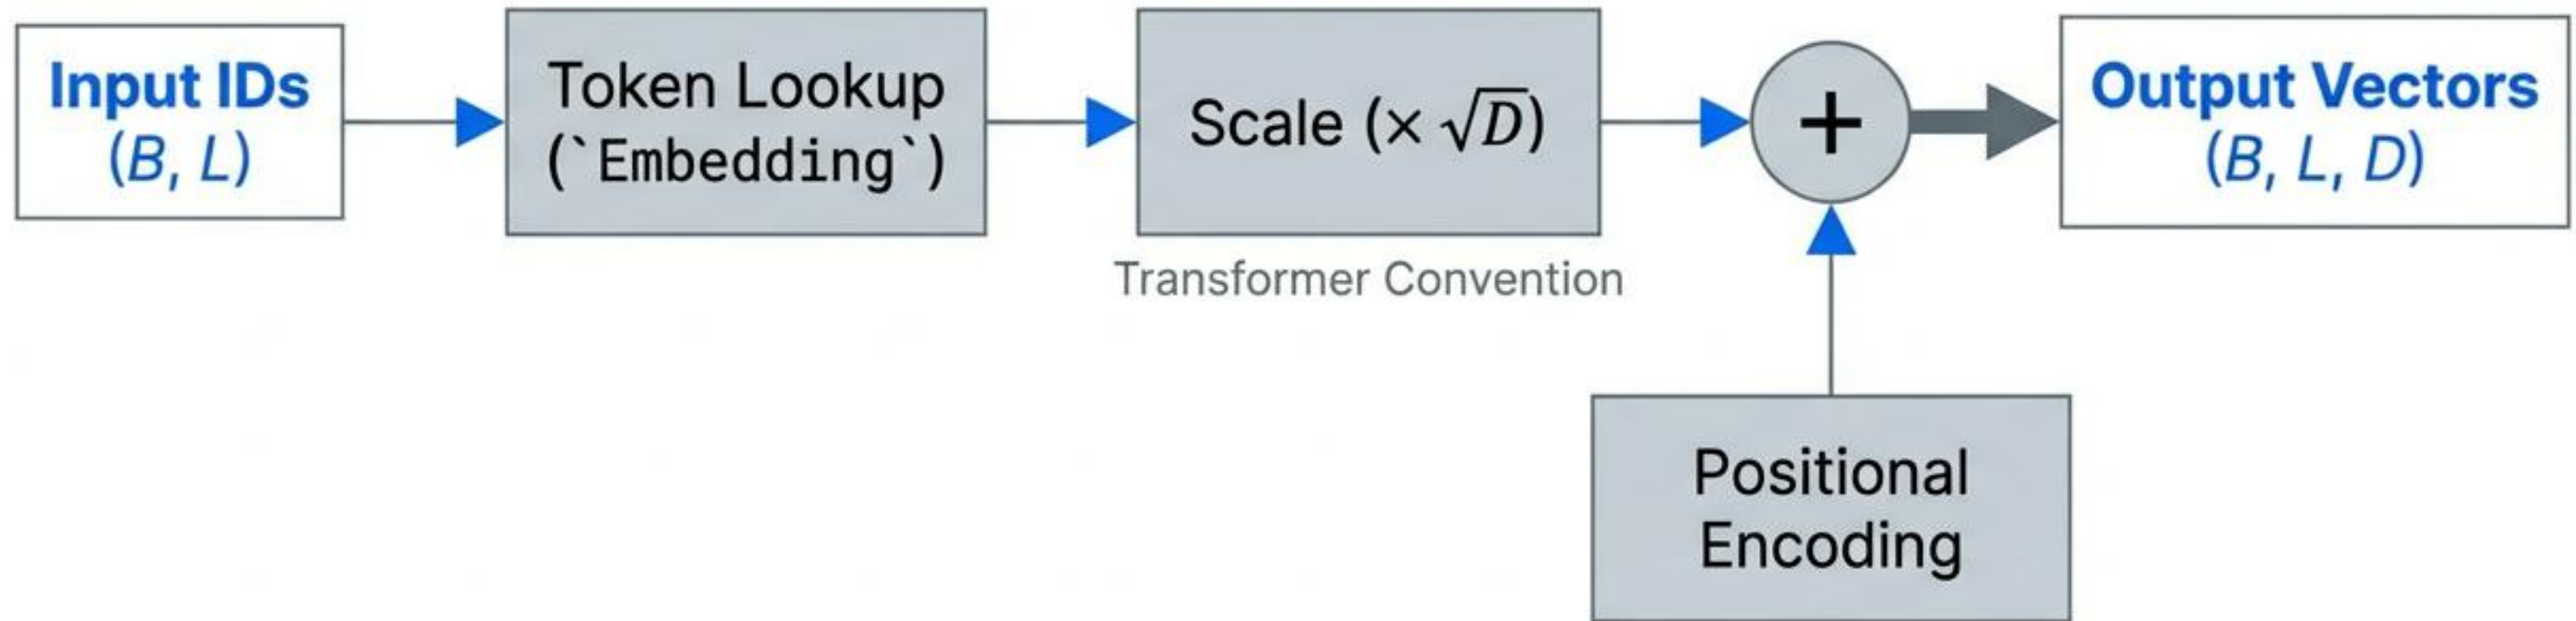 Input IDs
(B, L)
Token Lookup
(`Embedding`)
Scale (× √D)
Transformer Convention
+
Output Vectors
(B, L, D)
Positional
Encoding